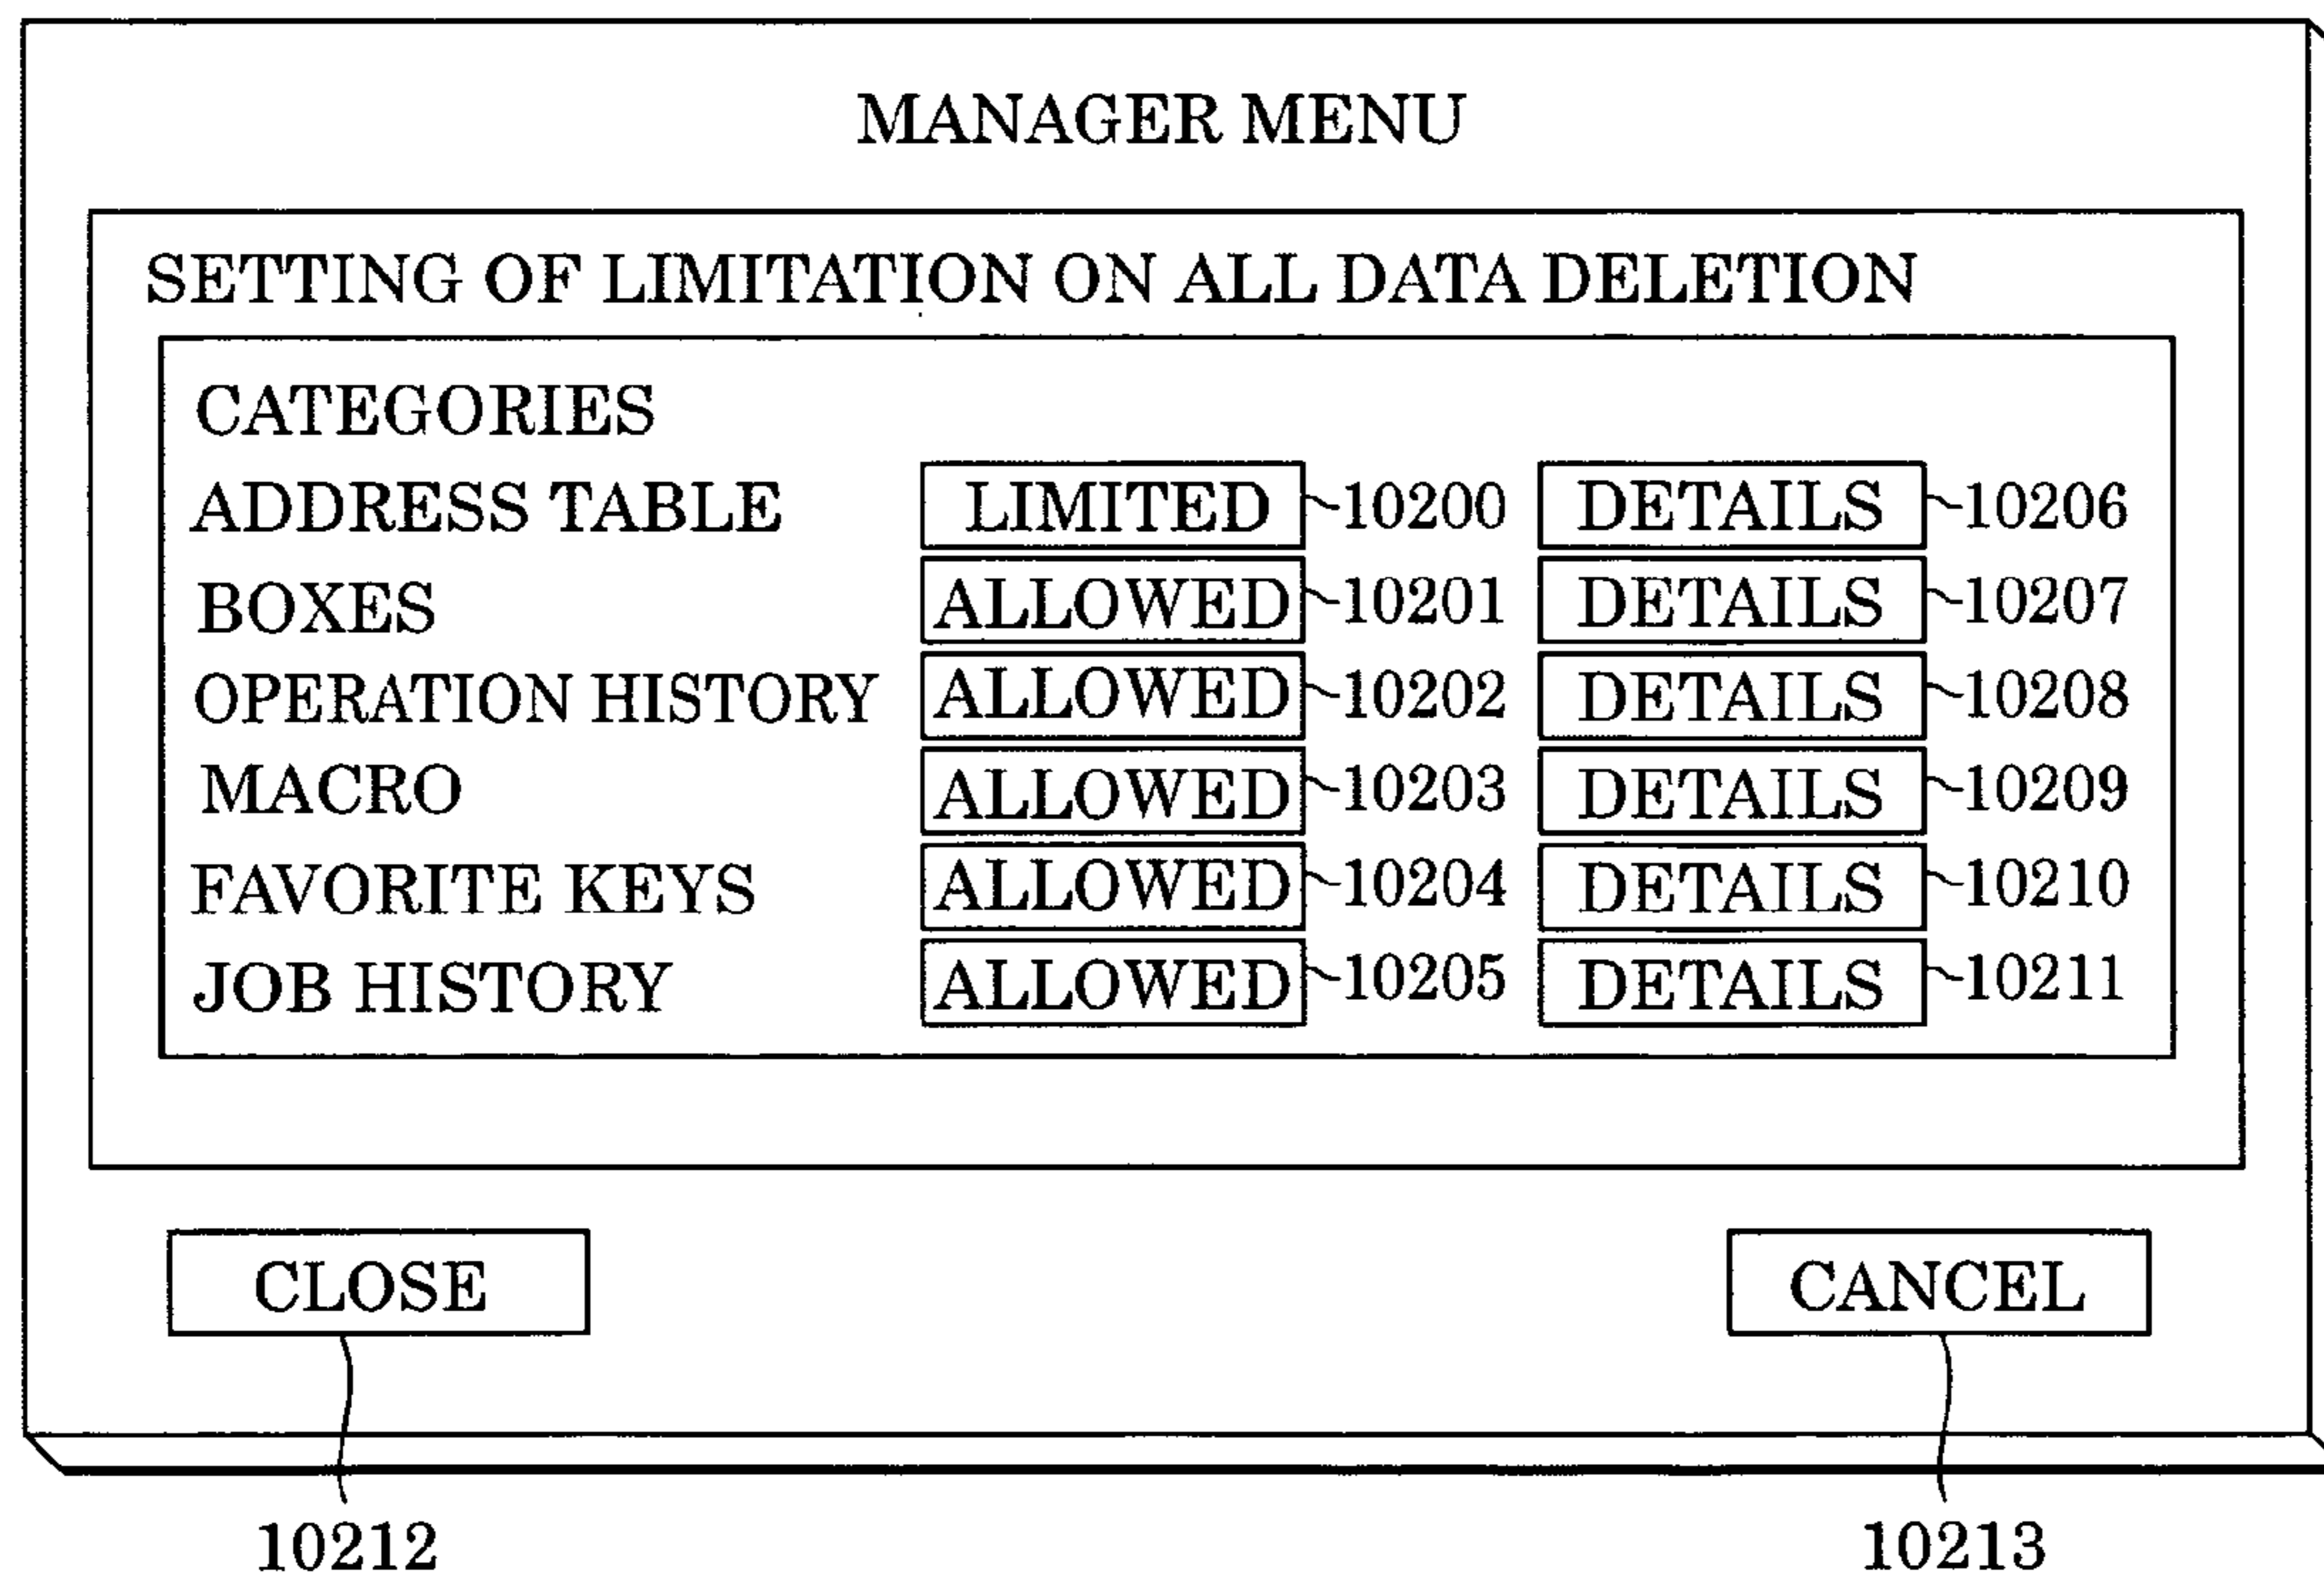 MANAGER MENU
SETTING OF LIMITATION ON ALL DATA DELETION
CATEGORIES
ADDRESS TABLE LIMITED 10200 DETAILS 10206
BOXES ALLOWED 10201 DETAILS 10207
OPERATION HISTORY ALLOWED 10202 DETAILS 10208
MACRO ALLOWED 10203 DETAILS 10209
FAVORITE KEYS ALLOWED 10204 DETAILS 10210
JOB HISTORY ALLOWED 10205 DETAILS 10211
CLOSE CANCEL
10212 10213